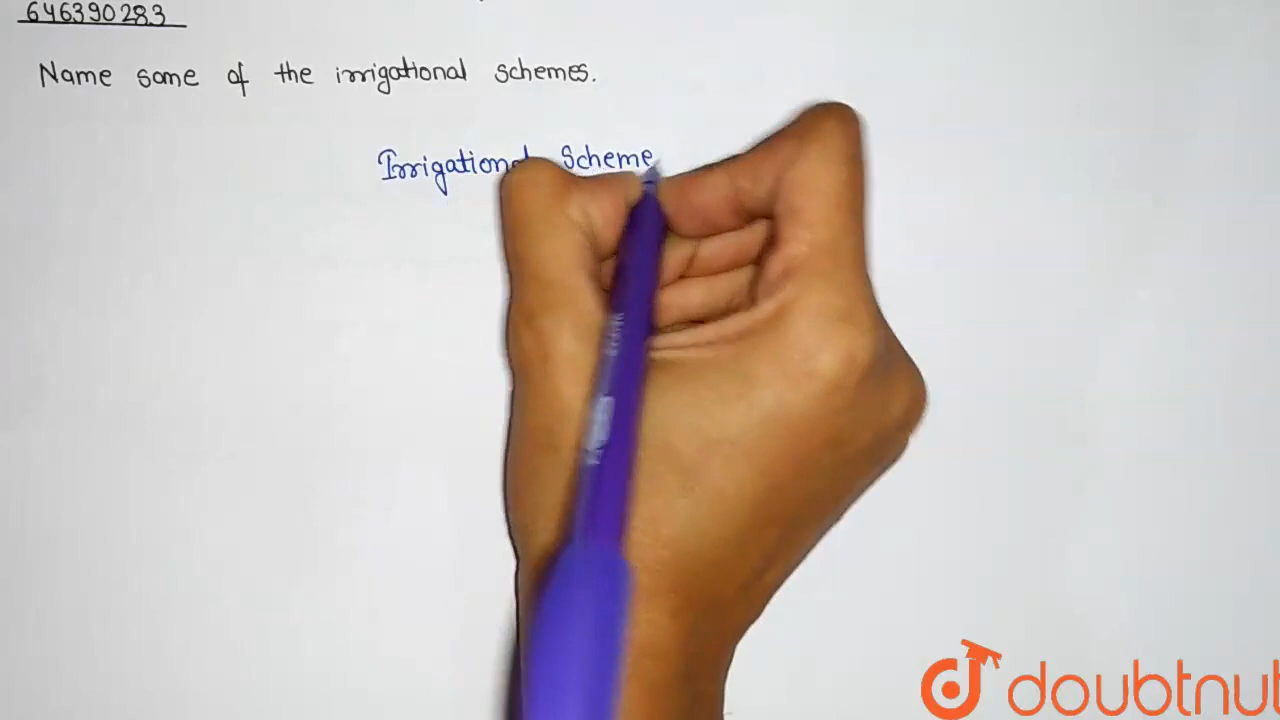 646390283
Name some of the irrigational schemes.
Irrigational Scheme
doubtnut